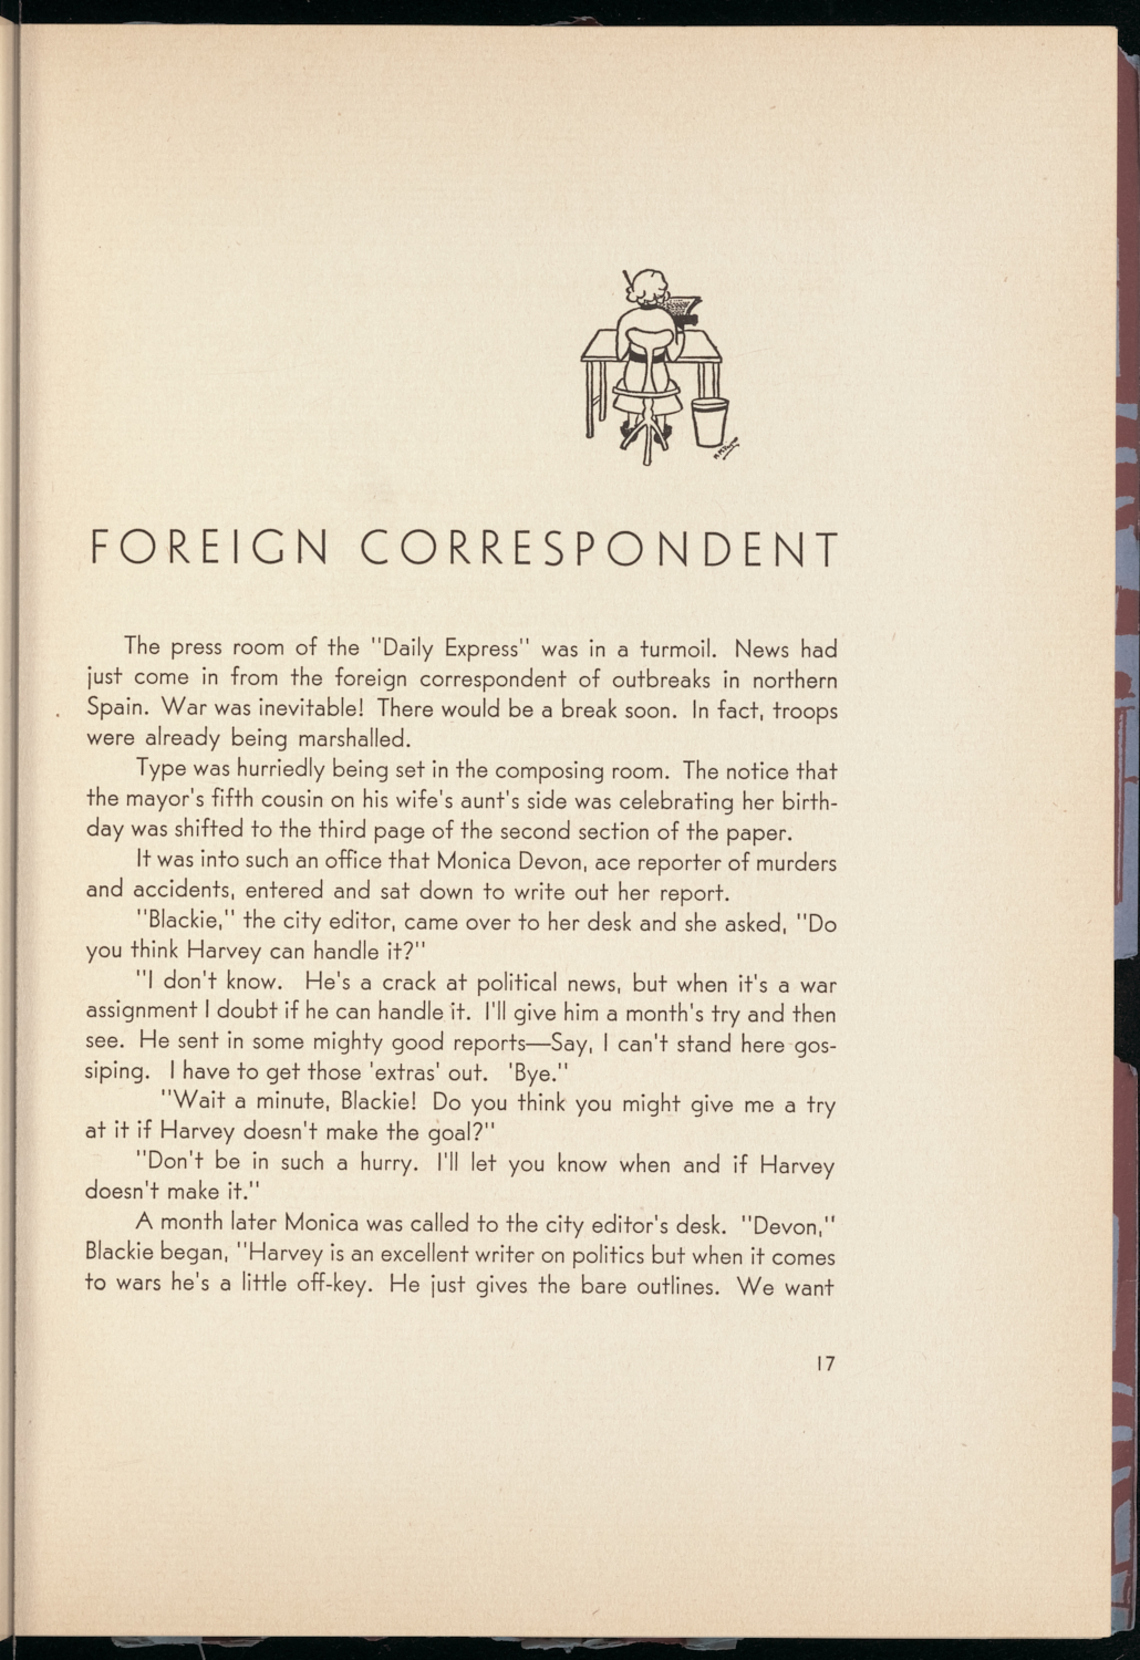 FOREIGN CORRESPONDENT
The press room of the "Daily Express" was in a turmoil. News had
just come in from the foreign correspondent of outbreaks in northern
Spain. War was inevitable! There would be a break soon. In fact, troops
were already being marshalled.
Type was hurriedly being set in the composing room. The notice that
the mayor's fifth cousin on his wife's aunt's side was celebrating her birth-
day was shifted to the third page of the second section of the paper.
It was into such an office that Monica Devon, ace reporter of murders
and accidents, entered and sat down to write out her report.
"Blackie," the city editor, came over to her desk and she asked, "Do
you think Harvey can handle it?"
"I don't know. He's a crack at political news, but when it's a war
assignment I doubt if he can handle it. I'll give him a month's try and then
see. He sent in some mighty good reports—Say, I can't stand here gos-
siping. I have to get those 'extras' out. 'Bye."
"Wait a minute, Blackie! Do you think you might give me a try
at it if Harvey doesn't make the goal?"
"Don't be in such a hurry. I'll let you know when and if Harvey
doesn't make it."
A month later Monica was called to the city editor's desk. "Devon,"
Blackie began, "Harvey is an excellent writer on politics but when it comes
to wars he's a little off-key. He just gives the bare outlines. We want
17